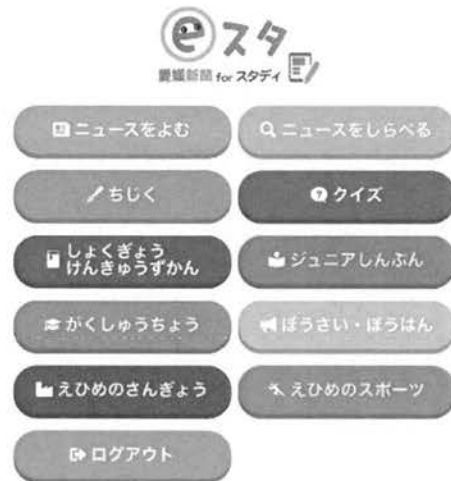 eスタ
愛媛新聞 for スタディ
ニュースをよむ
ニュースをしらべる
ちじく
クイズ
しょくぎょう
けんきゅうずかん
ジュニアしんぶん
がくしゅうちょう
ぼうさい・ぼうはん
えひめのさんぎょう
えひめのスポーツ
ログアウト